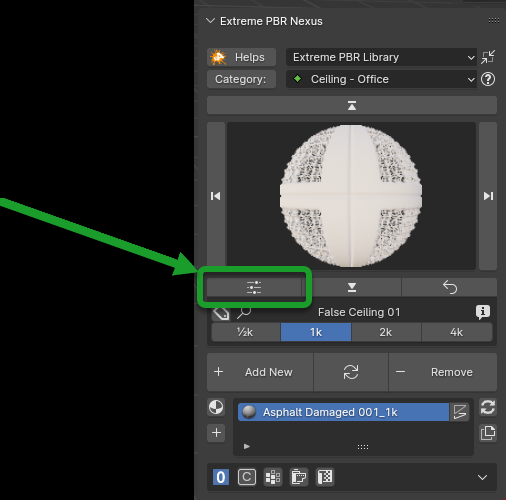 Extreme PBR Nexus
Helps
Extreme PBR Library
Category:
Ceiling - Office
False Ceiling 01
½k
1k
2k
4k
Add New
Remove
Asphalt Damaged 001_1k